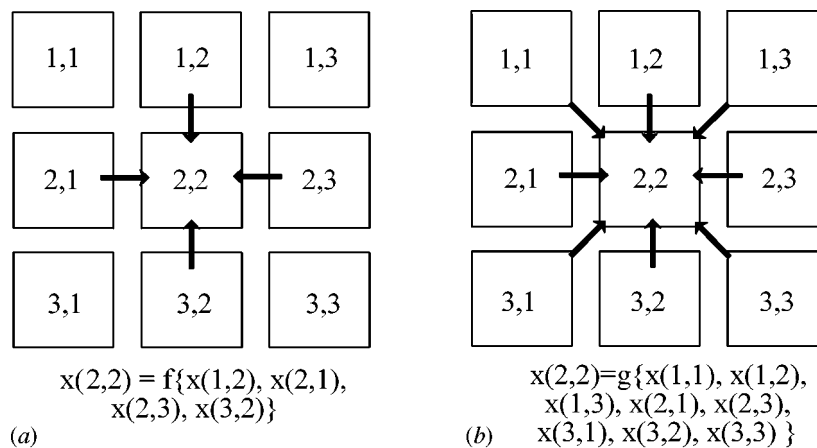 1,1 1,2 1,3
2,1 2,2 2,3
3,1 3,2 3,3
x(2,2) = f{x(1,2), x(2,1),
x(2,3), x(3,2)}
(a)
1,1 1,2 1,3
2,1 2,2 2,3
3,1 3,2 3,3
x(2,2)=g{x(1,1), x(1,2),
x(1,3), x(2,1), x(2,3),
(b) x(3,1), x(3,2), x(3,3) }